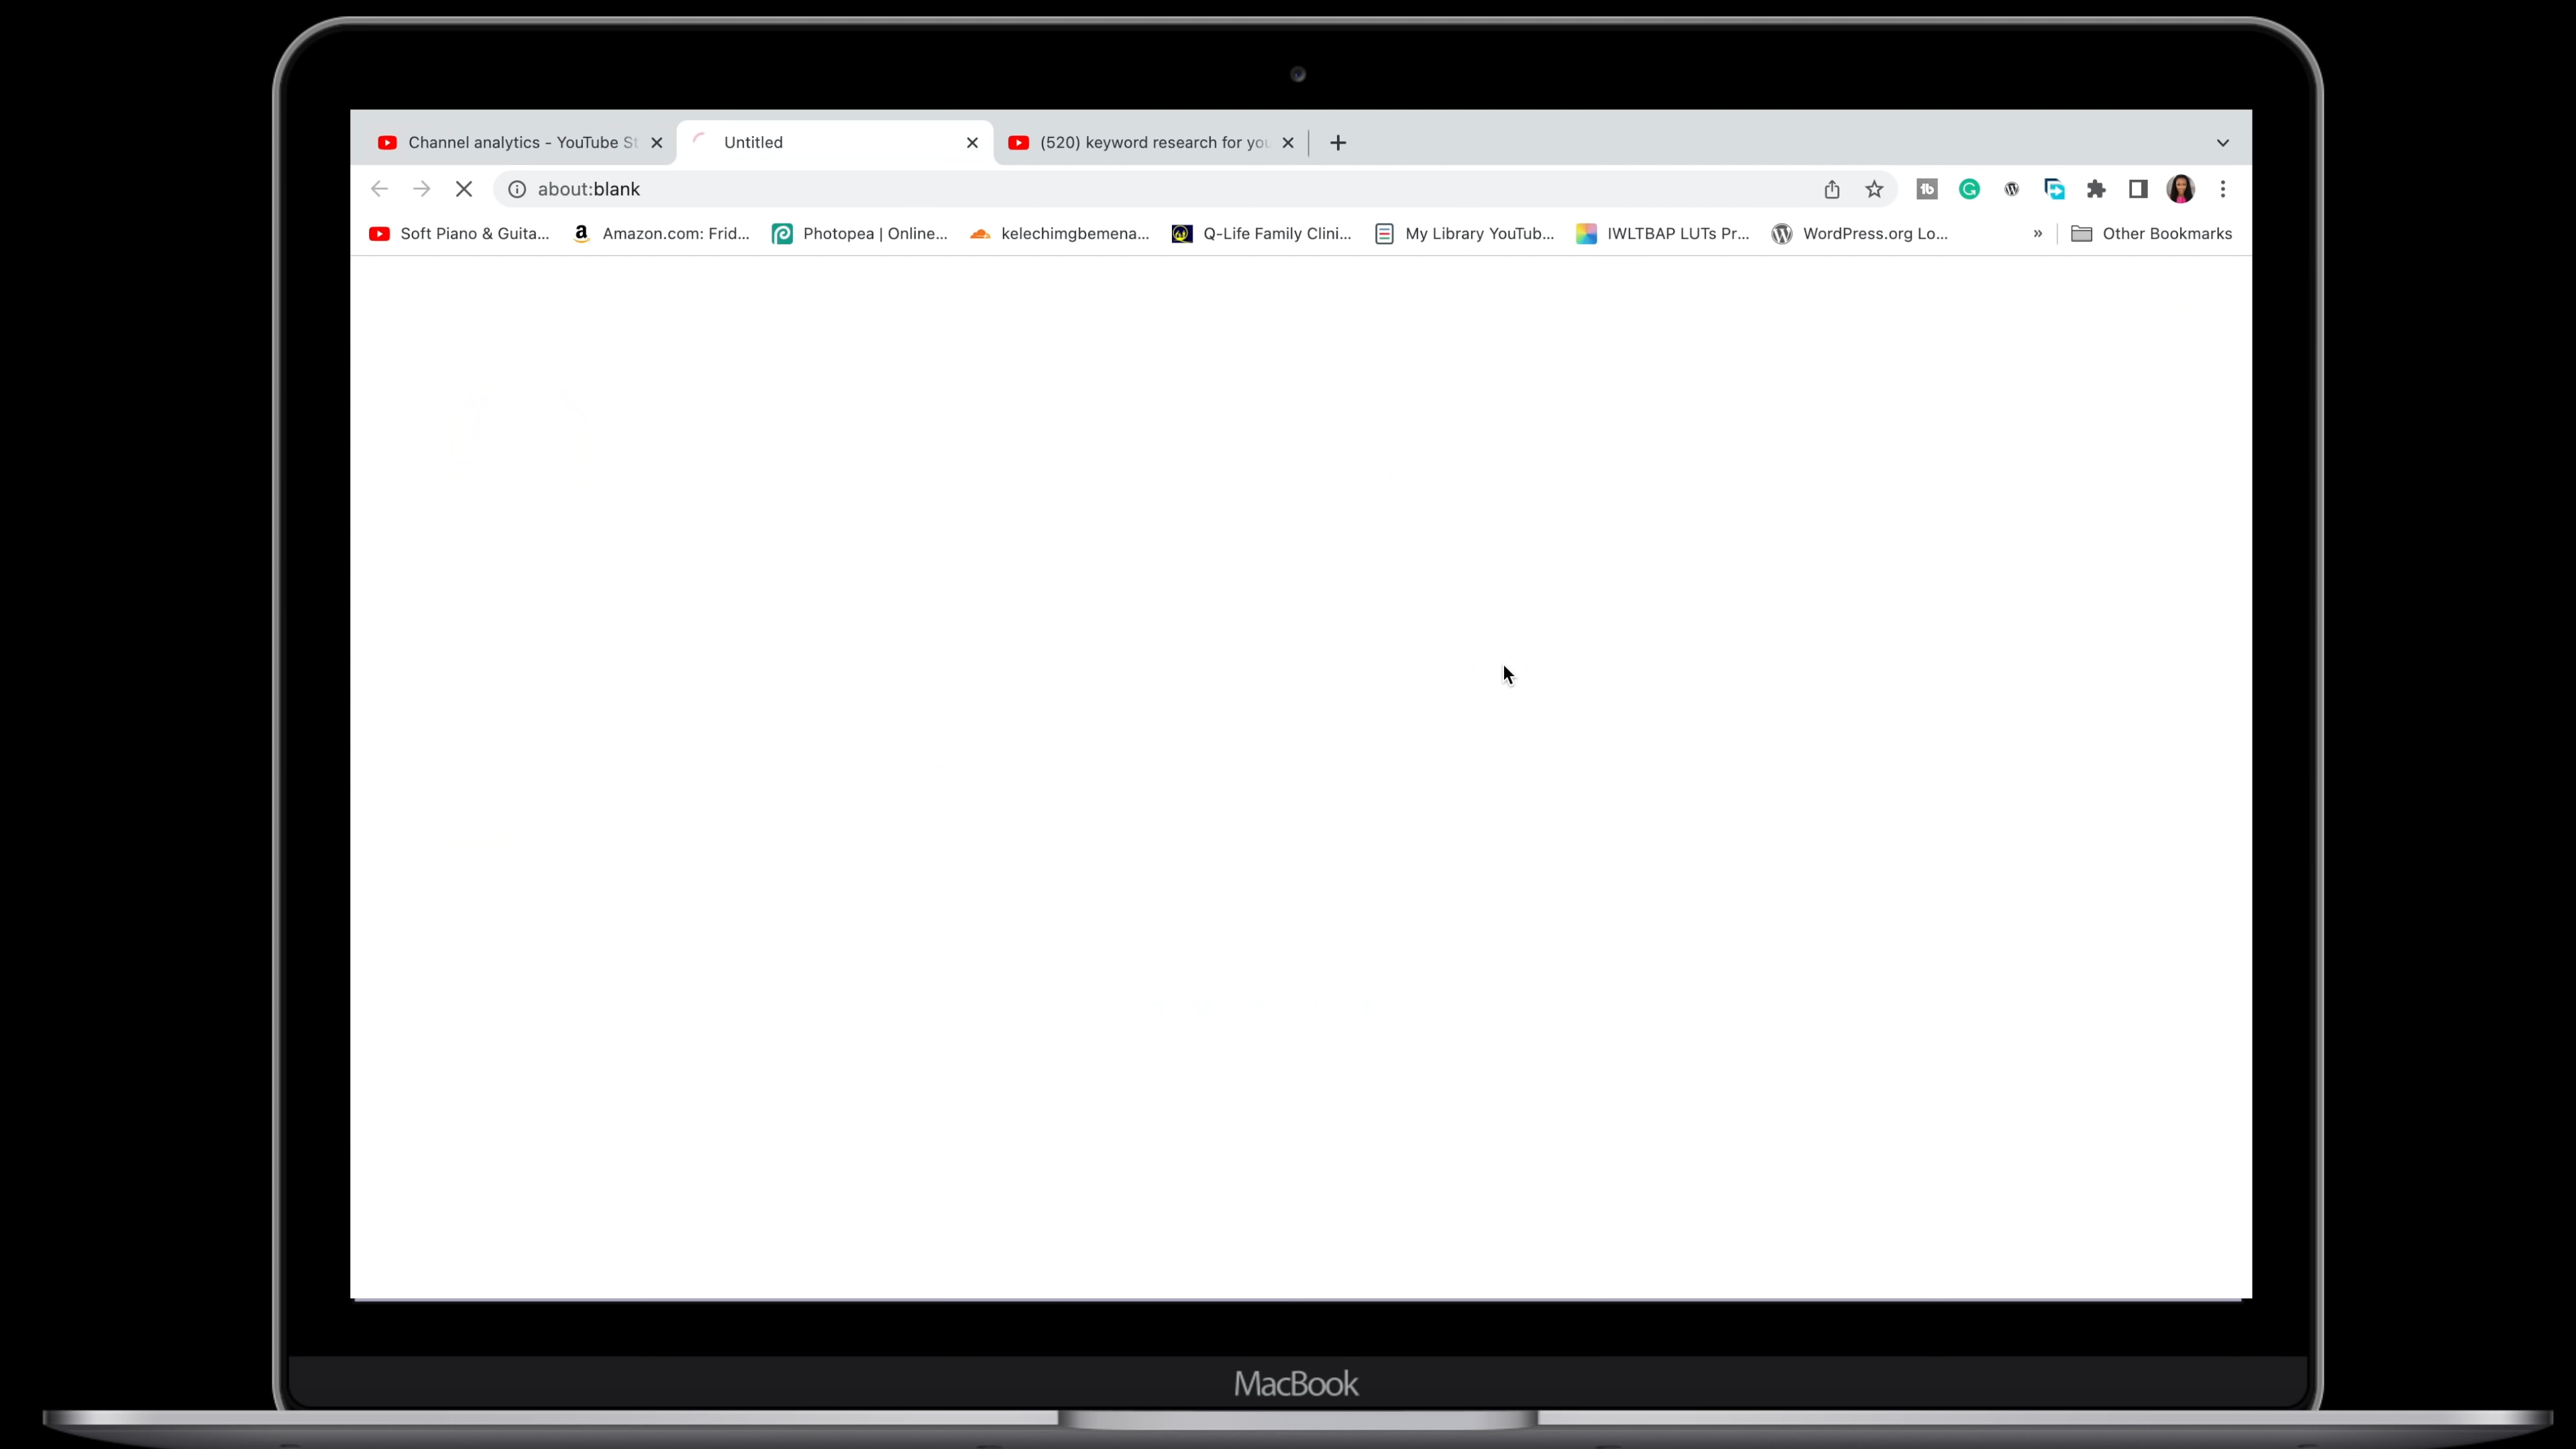 Channel analytics - YouTube St
Untitled
(520) keyword research for you
about:blank
Soft Piano & Guita...
Amazon.com: Frid...
Photopea | Online...
kelechimgbemena...
Q-Life Family Clini...
My Library YouTub...
IWLTBAP LUTs Pr...
WordPress.org Lo...
»
Other Bookmarks
MacBook